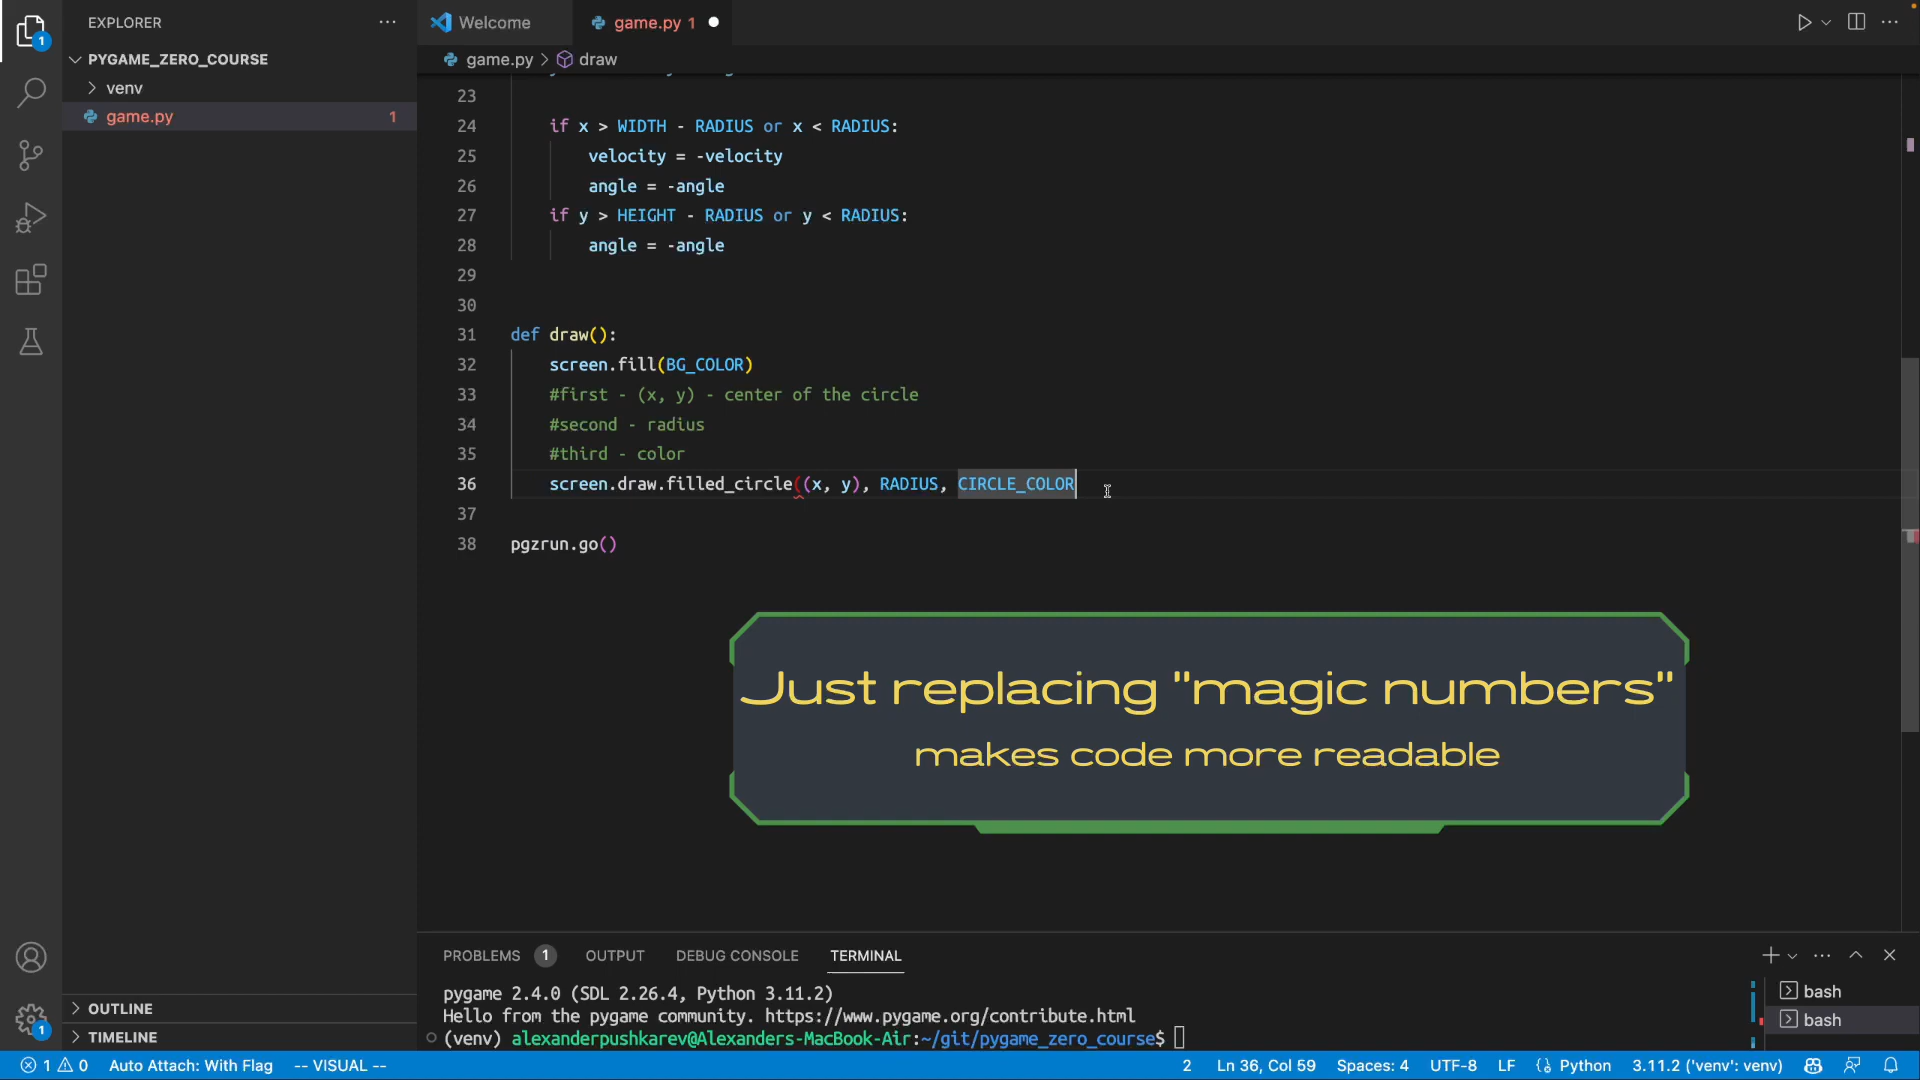 EXPLORER
Welcome
game.py 1
PYGAME_ZERO_COURSE
game.py
draw
venv
game.py
1
1
23
24 if x > WIDTH - RADIUS or x < RADIUS:
25 velocity = -velocity
26 angle = -angle
27 if y > HEIGHT - RADIUS or y < RADIUS:
28 angle = -angle
29
30
31 def draw():
32 screen.fill(BG_COLOR)
33 #first - (x, y) - center of the circle
34 #second - radius
35 #third - color
36 screen.draw.filled_circle((x, y), RADIUS, CIRCLE_COLOR
37
38 pgzrun.go()
Just replacing "magic numbers"
makes code more readable
PROBLEMS 1 OUTPUT DEBUG CONSOLE TERMINAL
pygame 2.4.0 (SDL 2.26.4, Python 3.11.2)
Hello from the pygame community. https://www.pygame.org/contribute.html
(venv) alexanderpushkarev@Alexanders-MacBook-Air:~/git/pygame_zero_course$
bash
bash
OUTLINE
TIMELINE
1
1 0 Auto Attach: With Flag -- VISUAL -- 2 Ln 36, Col 59 Spaces: 4 UTF-8 LF Python 3.11.2 ('venv': venv)